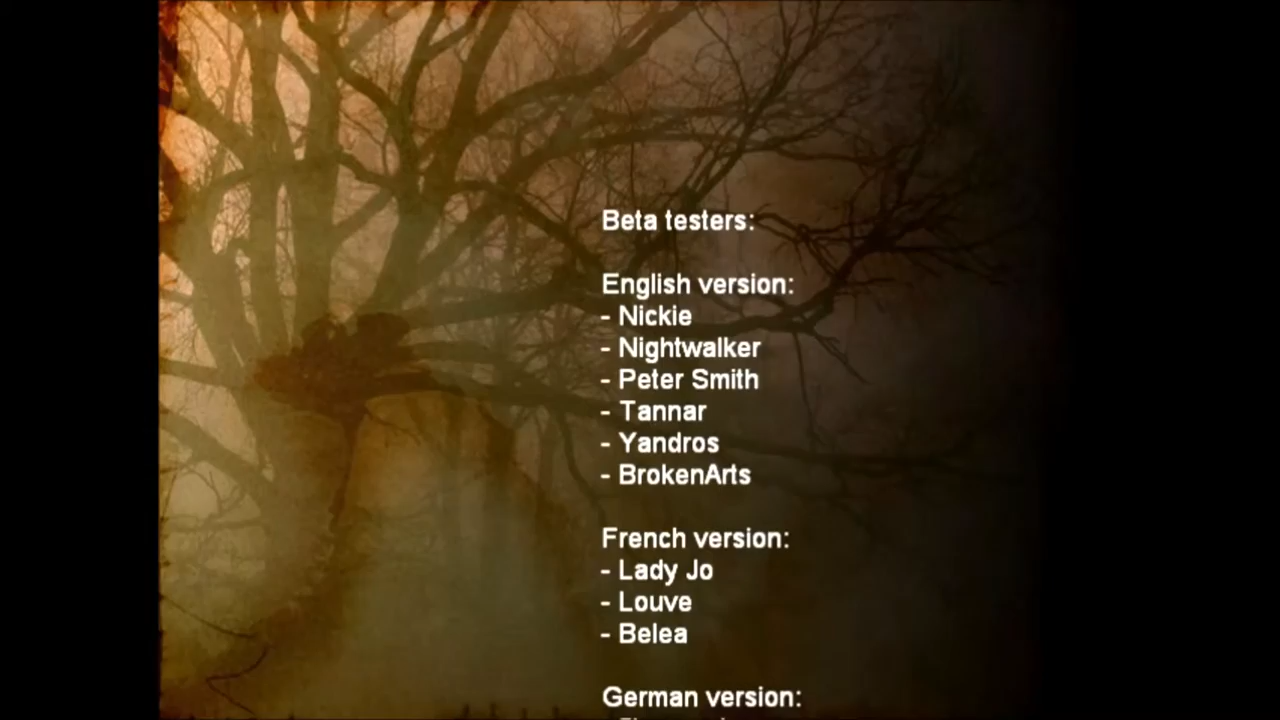 Beta testers:
English version:
- Nickie
- Nightwalker
- Peter Smith
- Tannar
- Yandros
- BrokenArts
French version:
- Lady Jo
- Louve
- Belea
German version: